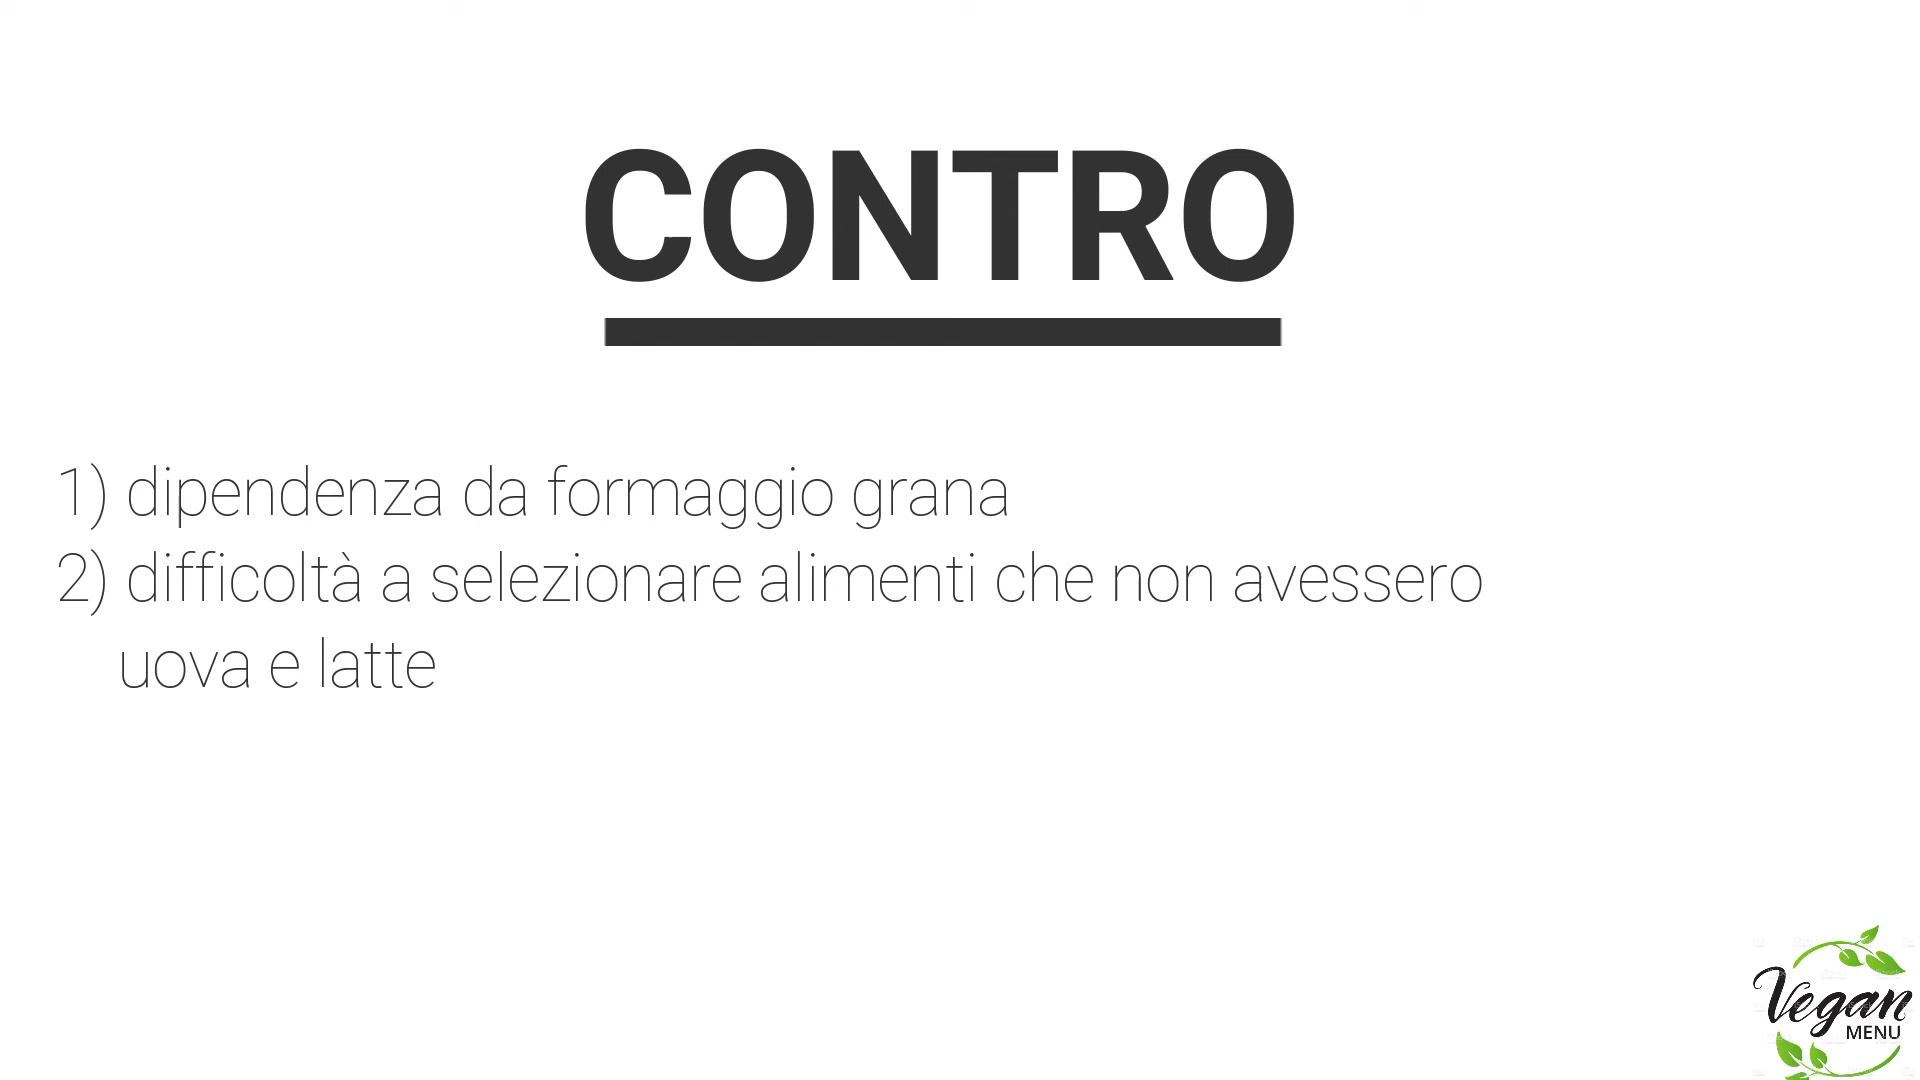 CONTRO
1) dipendenza da formaggio grana
2) difficoltà a selezionare alimenti che non avessero
uova e latte
Vegan
MENU